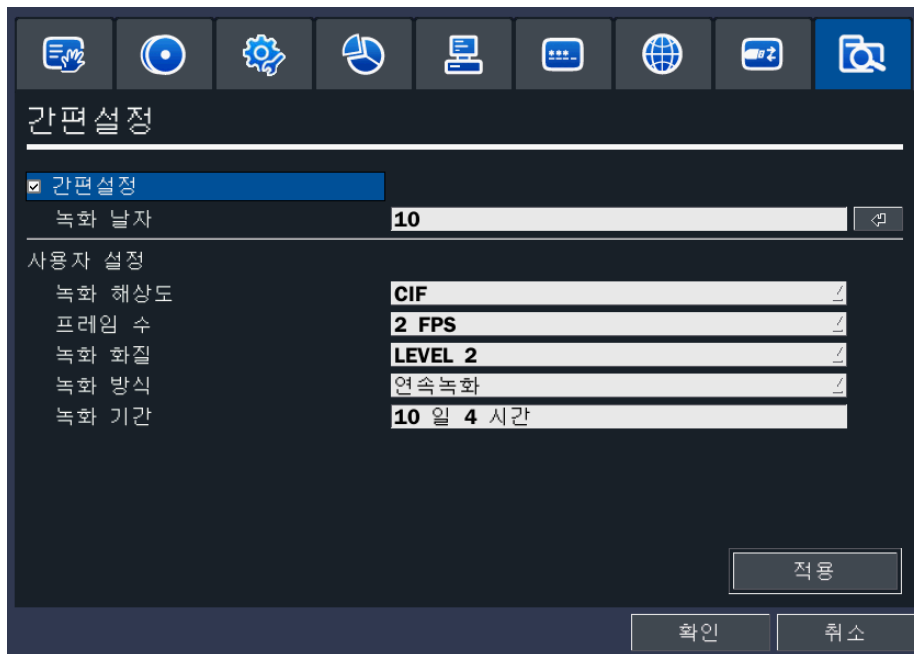 간편설정
간편설정
녹화 날자 10
사용자 설정
녹화 해상도 CIF
프레임 수 2 FPS
녹화 화질 LEVEL 2
녹화 방식 연속녹화
녹화 기간 10 일 4 시간
적용
확인 취소